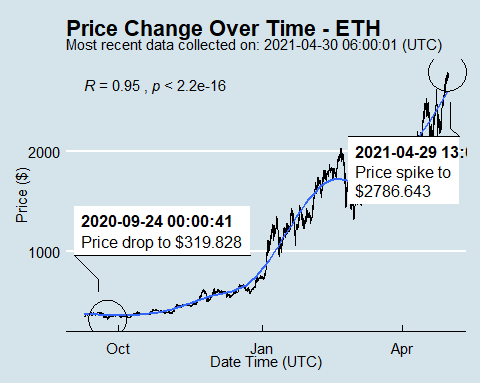 Price Change Over Time - ETH
Most recent data collected on: 2021-04-30 06:00:01 (UTC)
R = 0.95 , p < 2.2e-16
2021-04-29 13:
Price spike to
$2786.643
2020-09-24 00:00:41
Price drop to $319.828
Price ($)
2000
1000
Oct
Jan
Apr
Date Time (UTC)